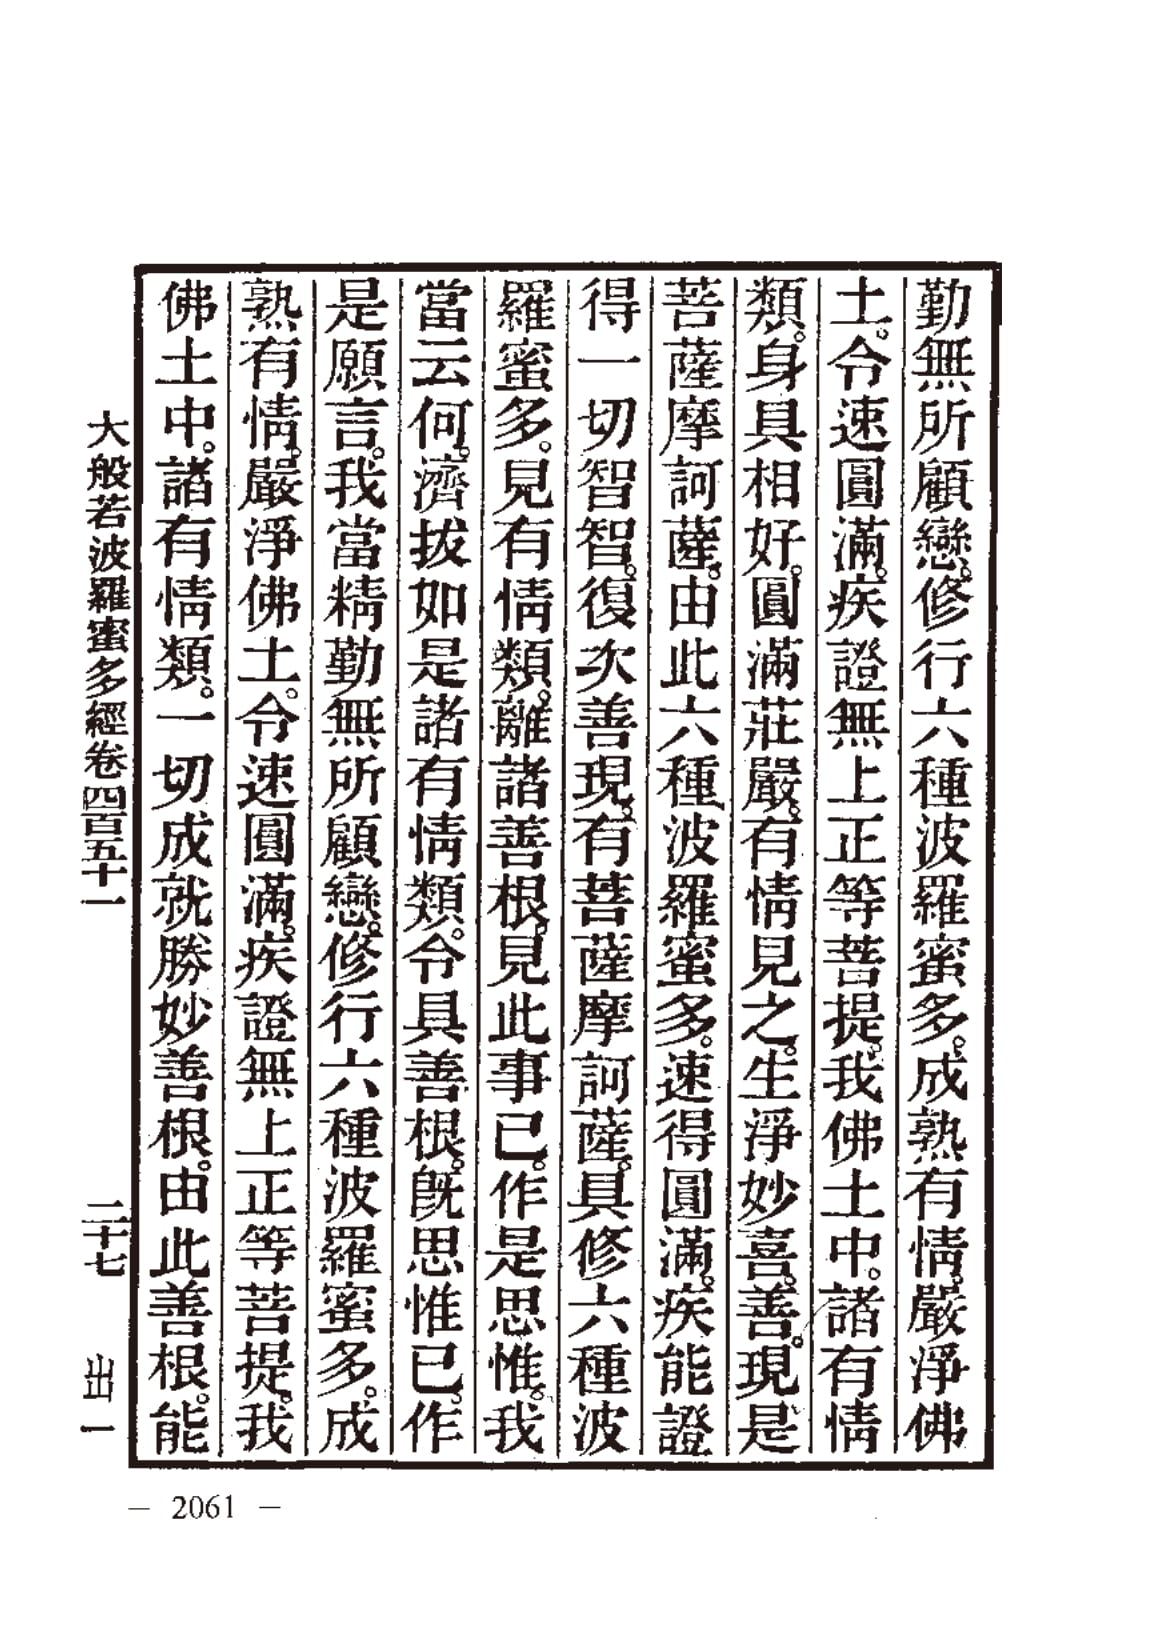 勤無所顧戀。修行六種波羅蜜多。成熟有情。嚴淨佛
土。令速圓滿。疾證無上正等菩提。我佛土中。諸有情
類。身具相好。圓滿莊嚴。有情見之。生淨妙喜。善現。是
菩薩摩訶薩。由此六種波羅蜜多。速得圓滿。疾能證
得一切智智。復次善現。有菩薩摩訶薩。具修六種波
羅蜜多。見有情類。離諸善根。見此事已。作是思惟。我
當云何。濟拔如是諸有情類。令具善根。旣思惟已。作
是願言。我當精勤無所顧戀。修行六種波羅蜜多。成
熟有情。嚴淨佛土。令速圓滿。疾證無上正等菩提。我
佛土中。諸有情類。一切成就勝妙善根。由此善根。能
大般若波羅蜜多經卷四百五十一 二十七 出一
— 2061 —